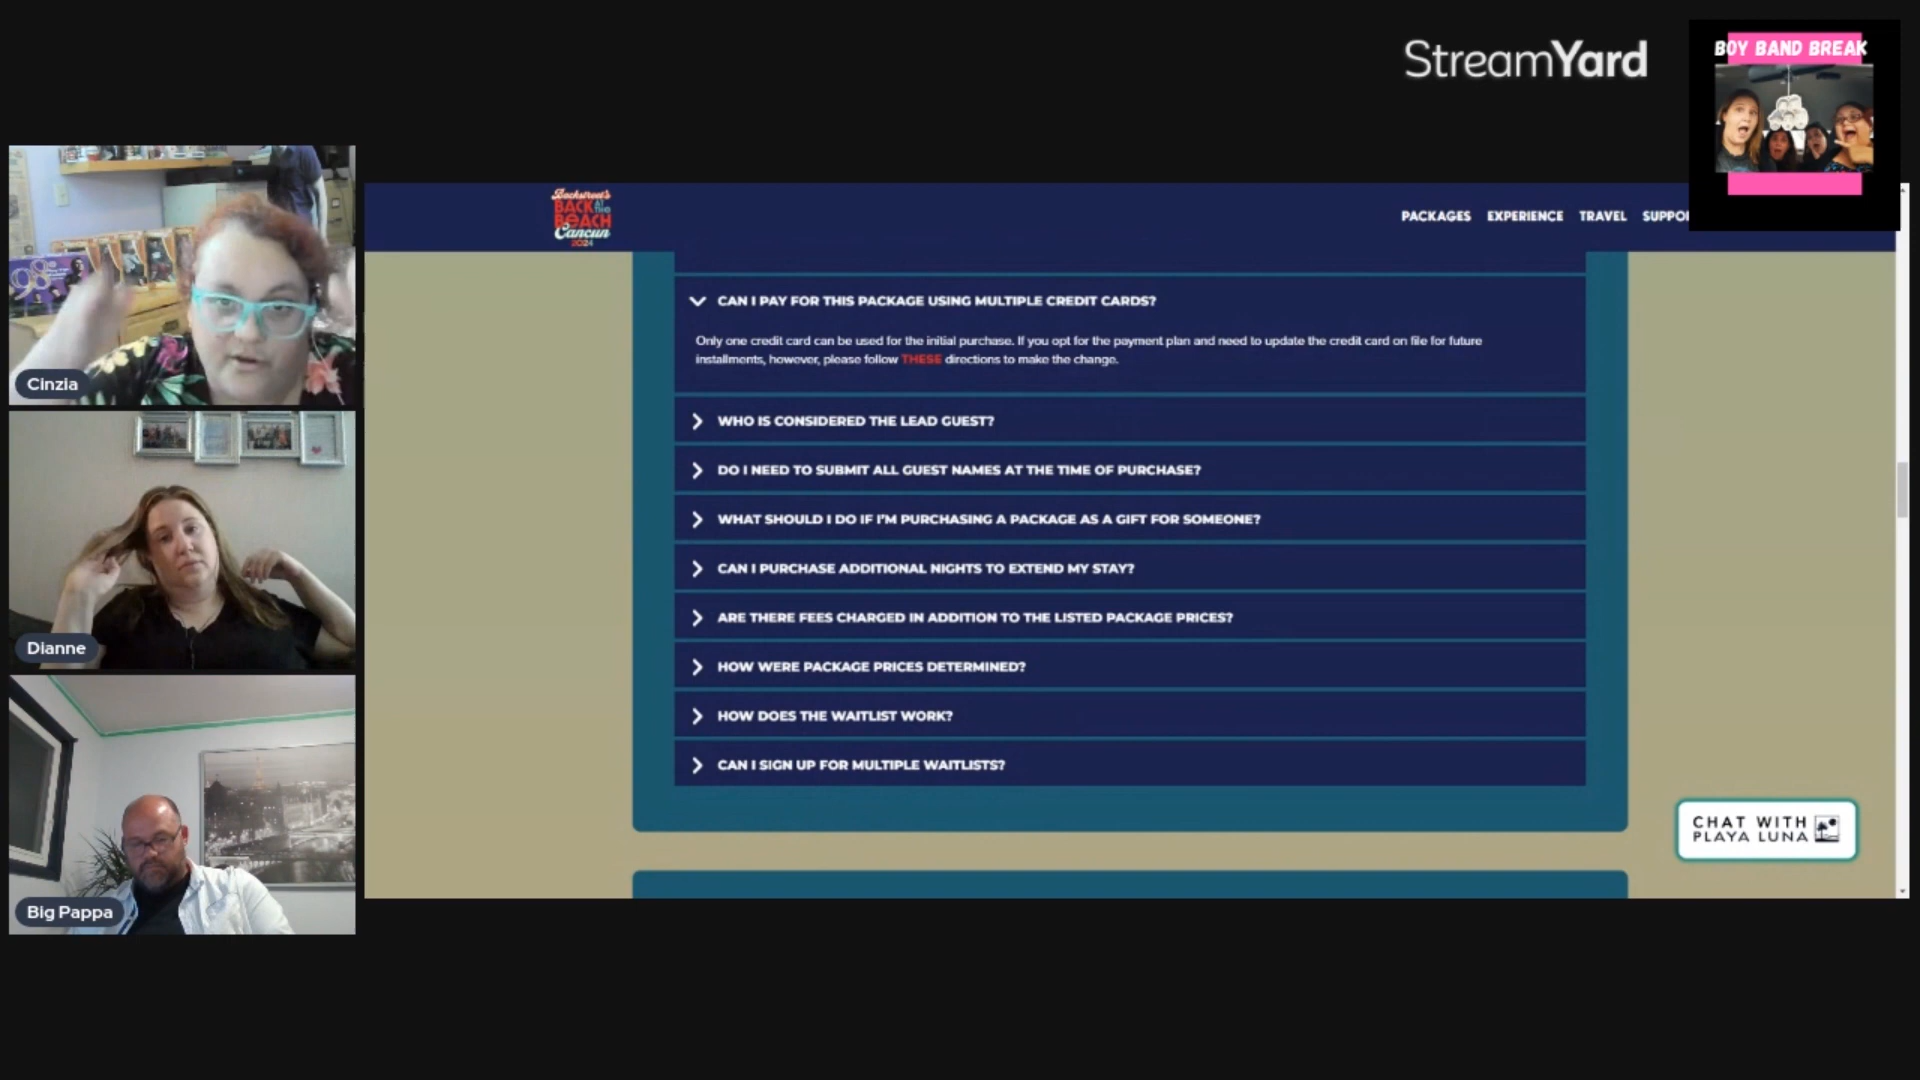 StreamYard
BOY BAND BREAK
Backstreet's
BACK AT THE
BEACH
Cancun
2024
PACKAGES EXPERIENCE TRAVEL SUPPO
98°
Cinzia
Dianne
Big Pappa
CAN I PAY FOR THIS PACKAGE USING MULTIPLE CREDIT CARDS?
Only one credit card can be used for the initial purchase. If you opt for the payment plan and need to update the credit card on file for future
installments, however, please follow THESE directions to make the change.
WHO IS CONSIDERED THE LEAD GUEST?
DO I NEED TO SUBMIT ALL GUEST NAMES AT THE TIME OF PURCHASE?
WHAT SHOULD I DO IF I'M PURCHASING A PACKAGE AS A GIFT FOR SOMEONE?
CAN I PURCHASE ADDITIONAL NIGHTS TO EXTEND MY STAY?
ARE THERE FEES CHARGED IN ADDITION TO THE LISTED PACKAGE PRICES?
HOW WERE PACKAGE PRICES DETERMINED?
HOW DOES THE WAITLIST WORK?
CAN I SIGN UP FOR MULTIPLE WAITLISTS?
CHAT WITH
PLAYA LUNA